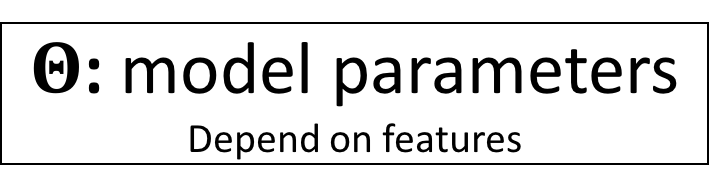 Θ: model parameters
Depend on features